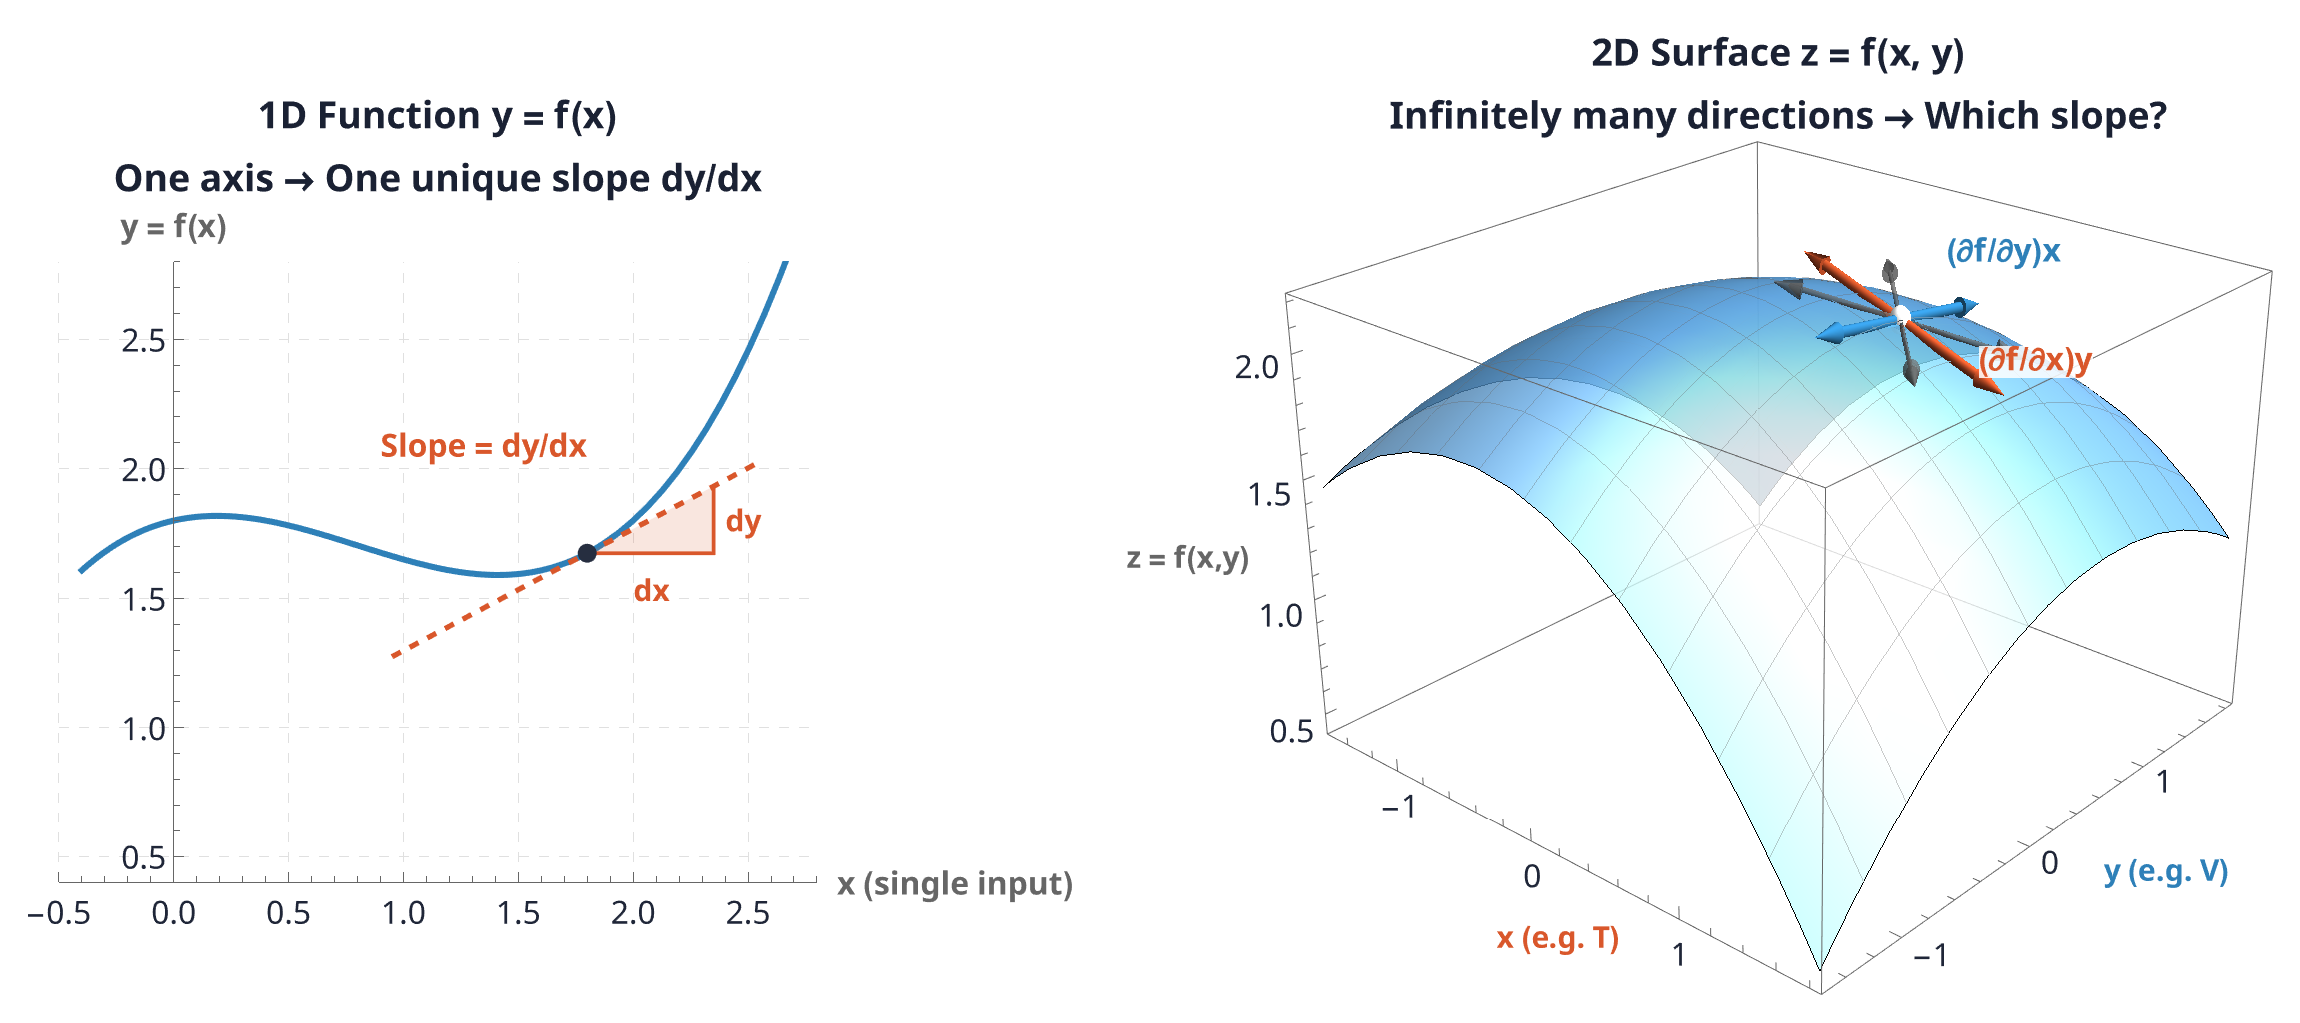 1D Function y = f(x)
One axis → One unique slope dy/dx
y = f(x)
2.5
2.0
1.5
1.0
0.5
Slope = dy/dx
dy
dx
−0.5 0.0 0.5 1.0 1.5 2.0 2.5
x (single input)
2D Surface z = f(x, y)
Infinitely many directions → Which slope?
(∂f/∂y)x
(∂f/∂x)y
2.0
1.5
z = f(x,y)
1.0
0.5
−1
0
1
x (e.g. T)
1
0
−1
y (e.g. V)